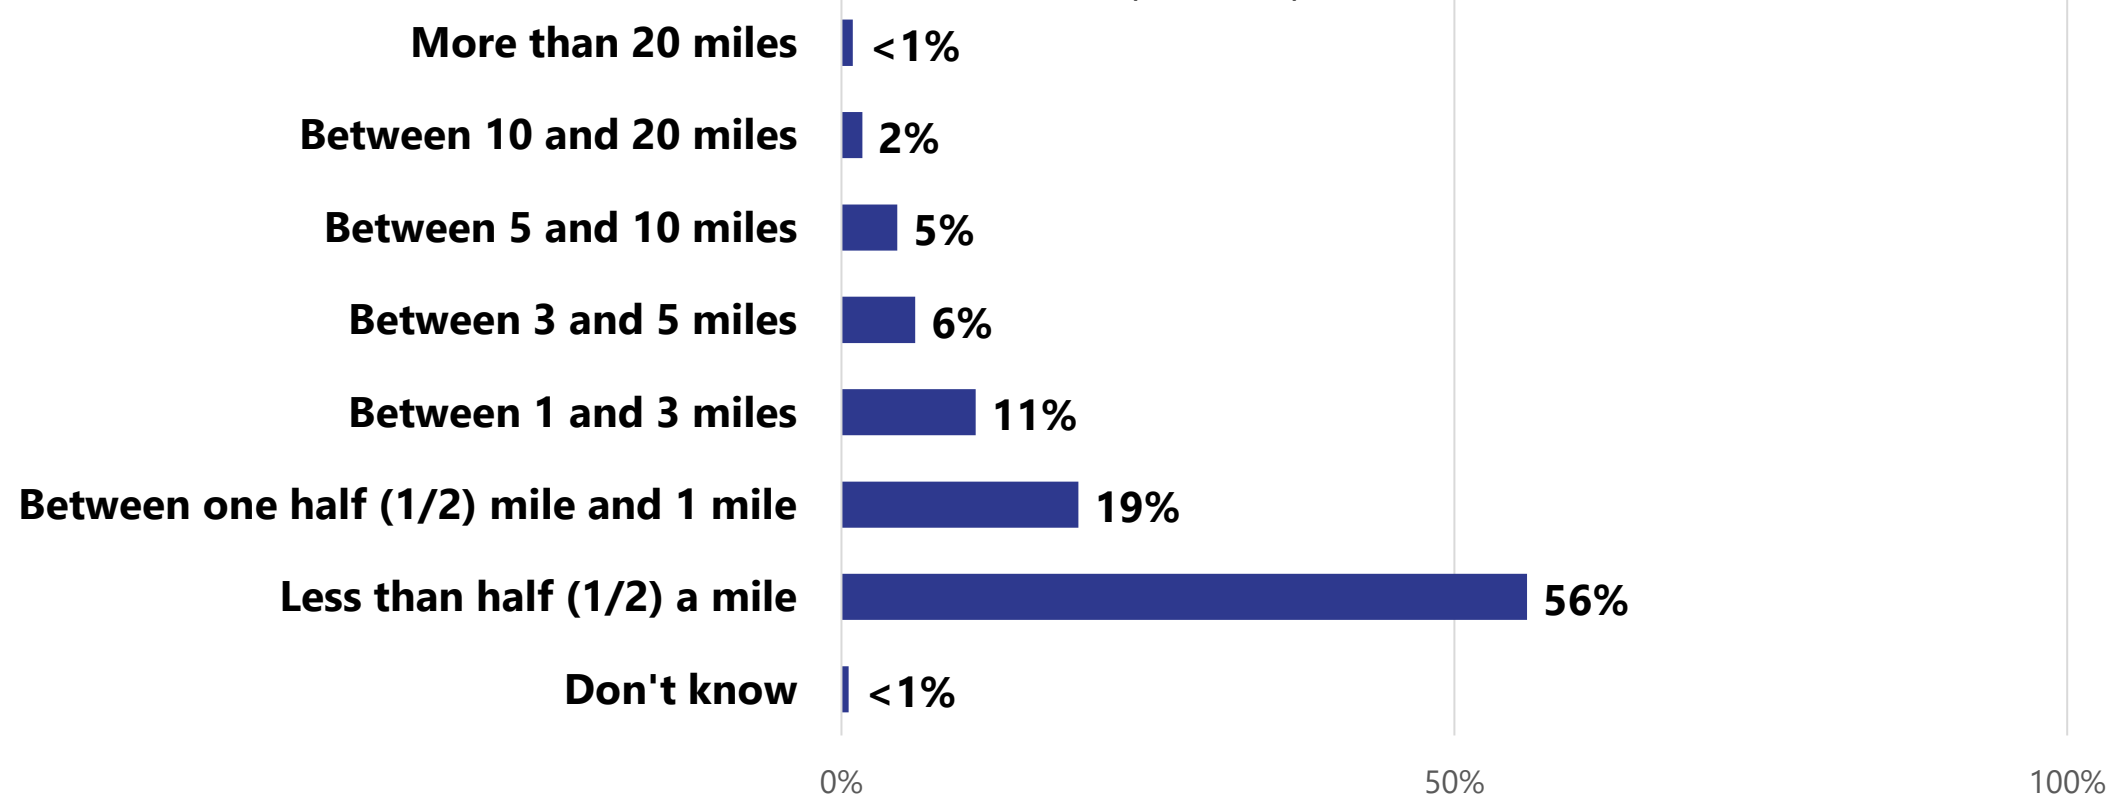 More than 20 miles <1%
Between 10 and 20 miles 2%
Between 5 and 10 miles 5%
Between 3 and 5 miles 6%
Between 1 and 3 miles 11%
Between one half (1/2) mile and 1 mile 19%
Less than half (1/2) a mile 56%
Don't know <1%
0% 50% 100%